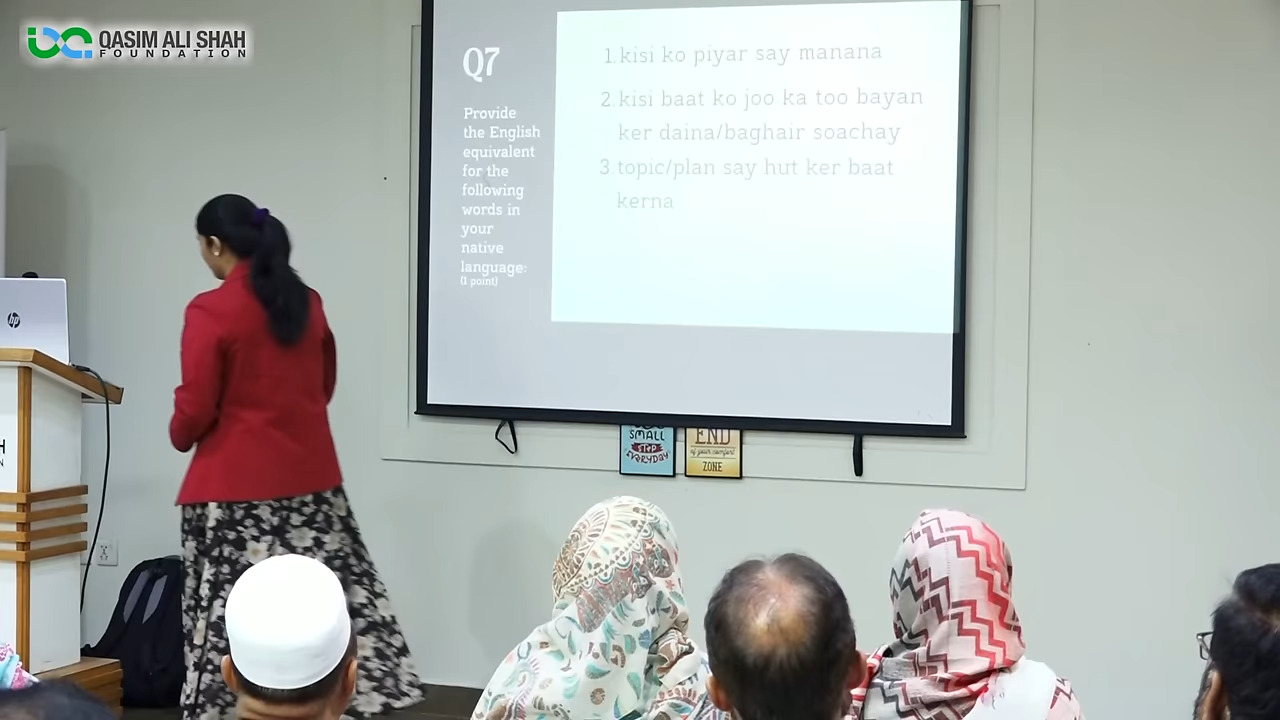 QASIM ALI SHAH
FOUNDATION
Q7
Provide
the English
equivalent
for the
following
words in
your
native
language:
(1 point)
1. kisi ko piyar say manana
2. kisi baat ko joo ka too bayan
ker daina/baghair soachay
3. topic/plan say hut ker baat
kerna
hp
SMALL
STEP
EVERYDAY
END
of your comfort
ZONE
H
N